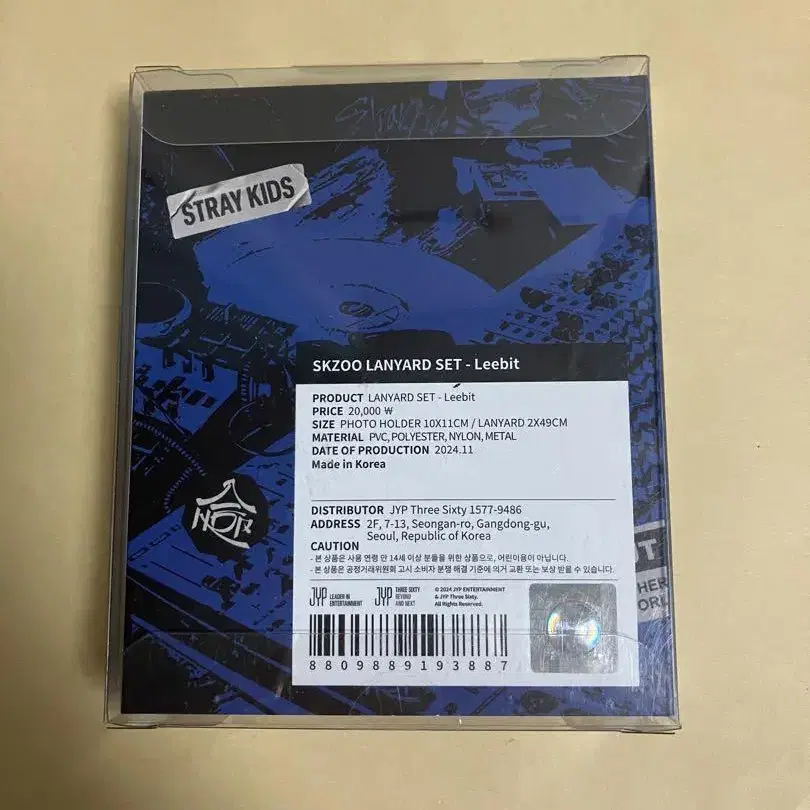 Stray Kids
STRAY KIDS
SKZOO LANYARD SET - Leebit
PRODUCT LANYARD SET - Leebit
PRICE 20,000 ₩
SIZE PHOTO HOLDER 10X11CM / LANYARD 2X49CM
MATERIAL PVC, POLYESTER, NYLON, METAL
DATE OF PRODUCTION 2024.11
Made in Korea
DISTRIBUTOR JYP Three Sixty 1577-9486
ADDRESS 2F, 7-13, Seongan-ro, Gangdong-gu,
Seoul, Republic of Korea
CAUTION
- 본 상품은 사용 연령 만 14세 이상 분들을 위한 상품으로, 어린이용이 아닙니다.
- 본 상품은 공정거래위원회 고시 소비자 분쟁 해결 기준에 의거 교환 또는 보상 받을 수 있습니다.
JYP LEADER IN
ENTERTAINMENT
JYP THREE SIXTY
BEYOND
AND NEXT
© 2024 JYP ENTERTAINMENT
& JYP Three Sixty.
All Rights Reserved.
8809889193887